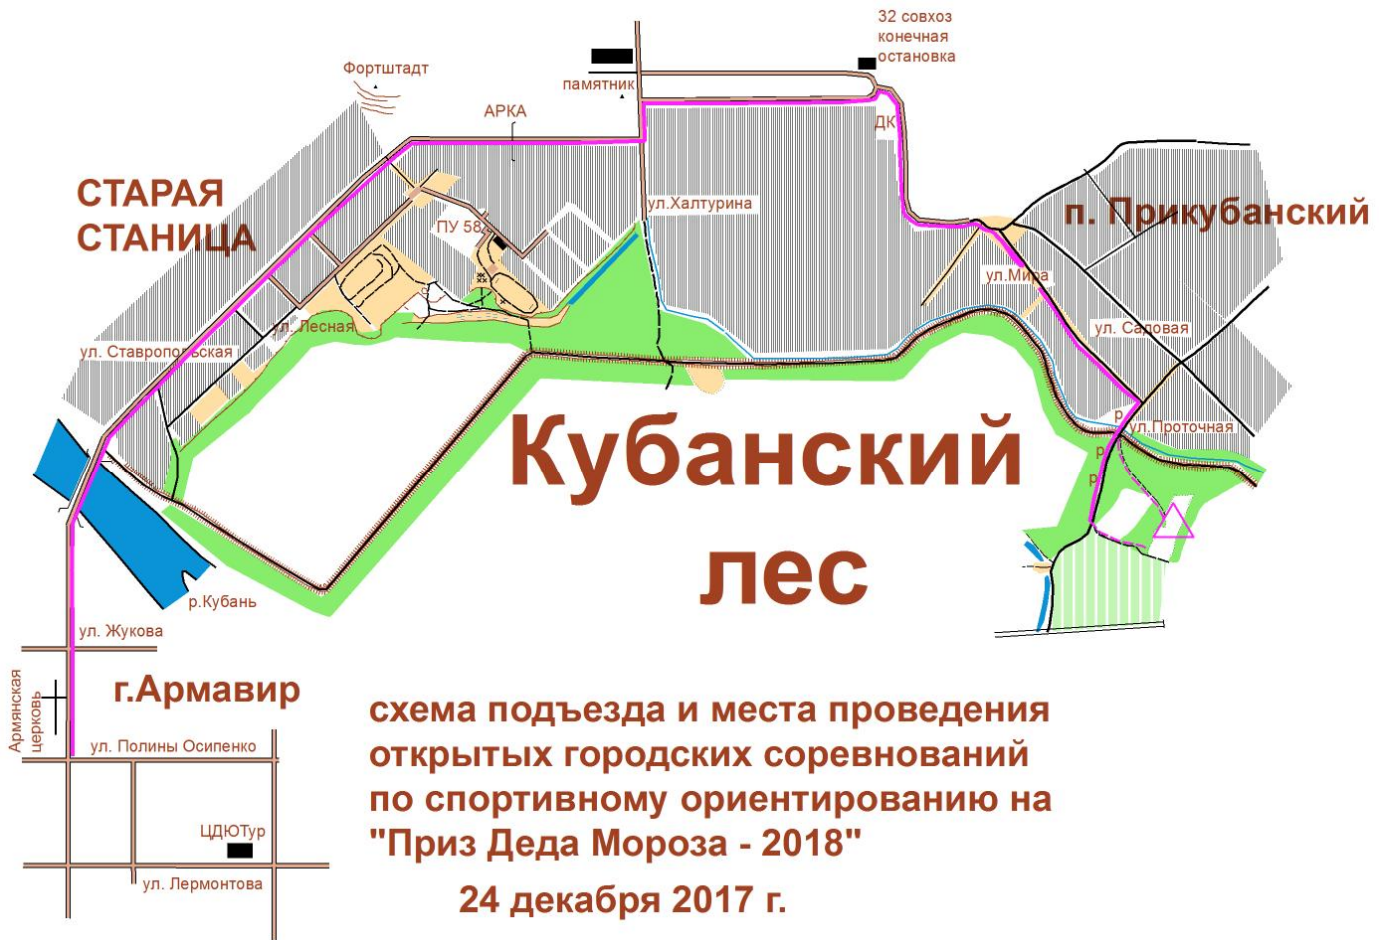 32 совхоз
конечная
остановка
Фортштадт
памятник
АРКА
ДК
СТАРАЯ
СТАНИЦА
ул.Халтурина
п. Прикубанский
ПУ 58
ул.Мира
ул. Лесная
ул. Садовая
ул. Ставропольская
р
ул.Проточная
р
р
Кубанский
лес
р.Кубань
ул. Жукова
Армянская
церковь
г.Армавир
ул. Полины Осипенко
ЦДЮТур
ул. Лермонтова
схема подъезда и места проведения
открытых городских соревнований
по спортивному ориентированию на
"Приз Деда Мороза - 2018"
24 декабря 2017 г.